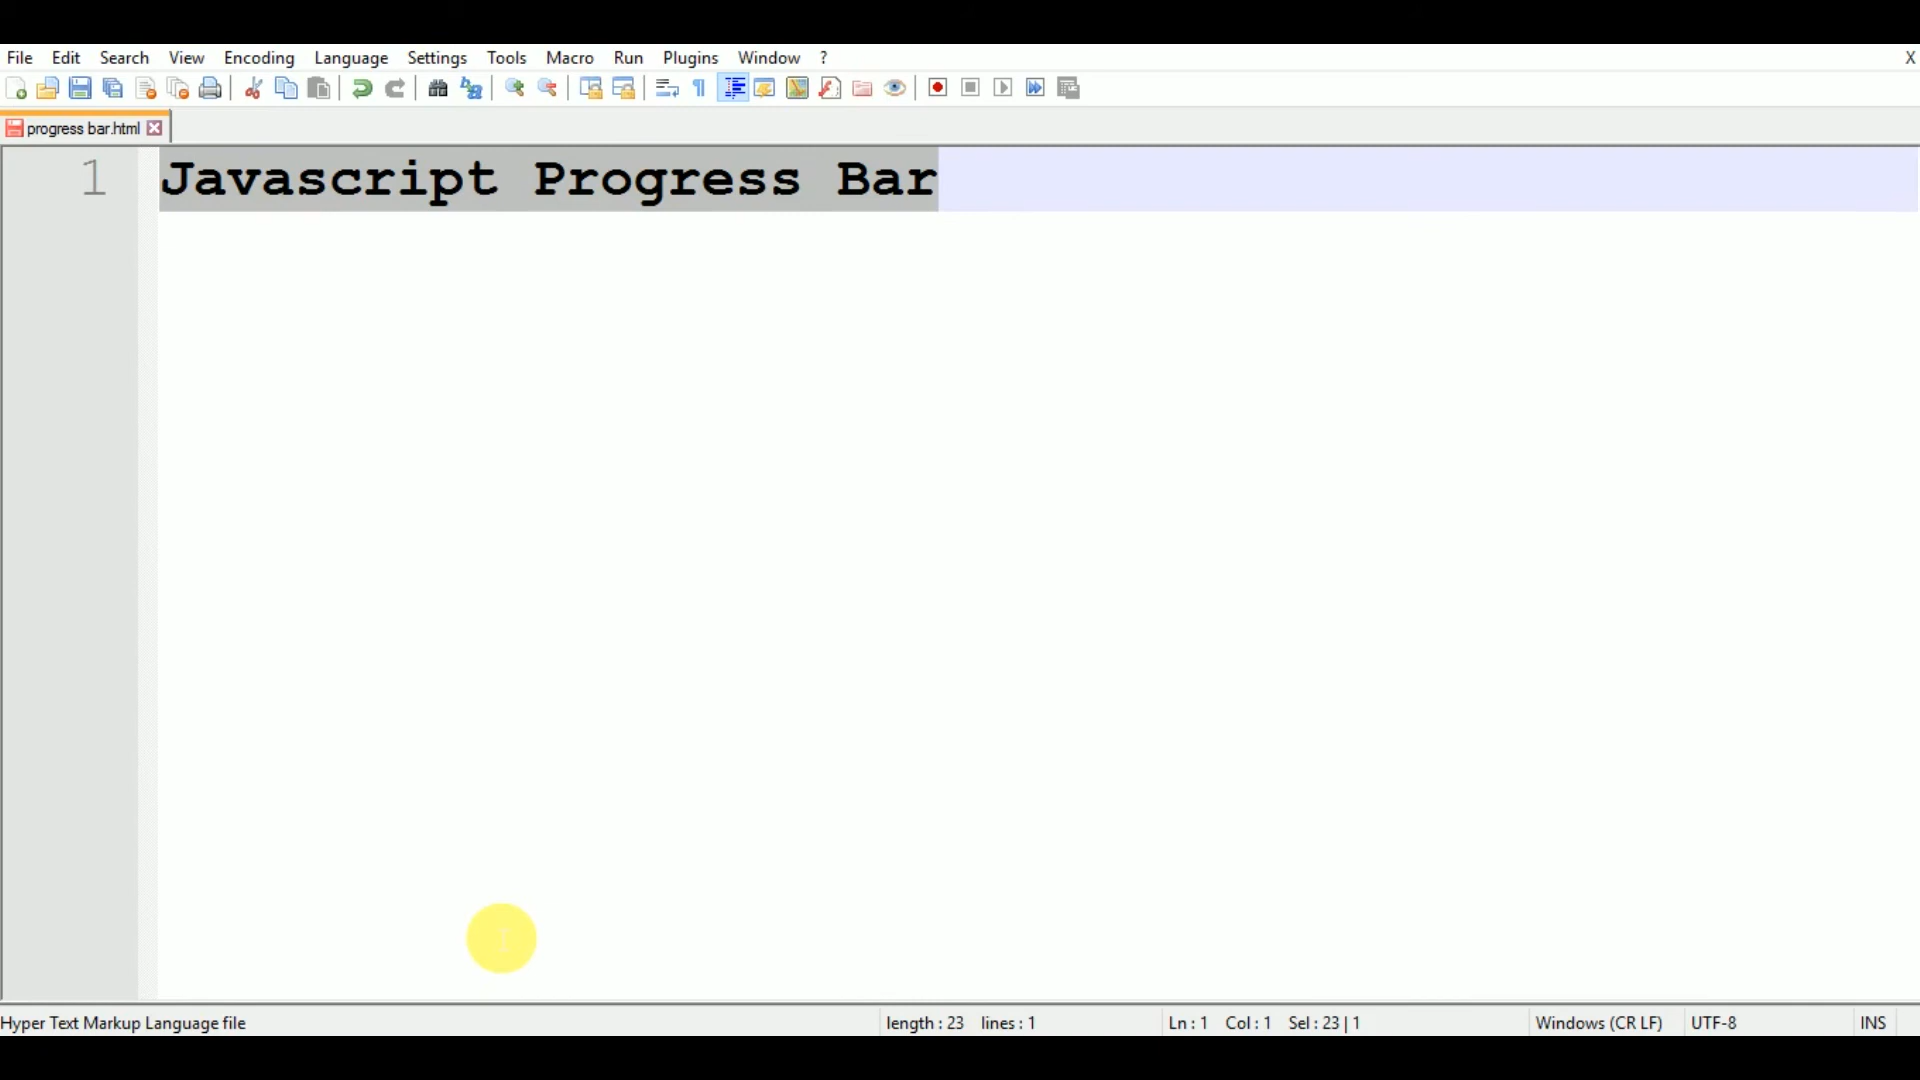 File Edit Search View Encoding Language Settings Tools Macro Run Plugins Window ? X
progress bar.html
1 Javascript Progress Bar
Hyper Text Markup Language file length : 23 lines : 1 Ln : 1 Col : 1 Sel : 23 | 1 Windows (CR LF) UTF-8 INS